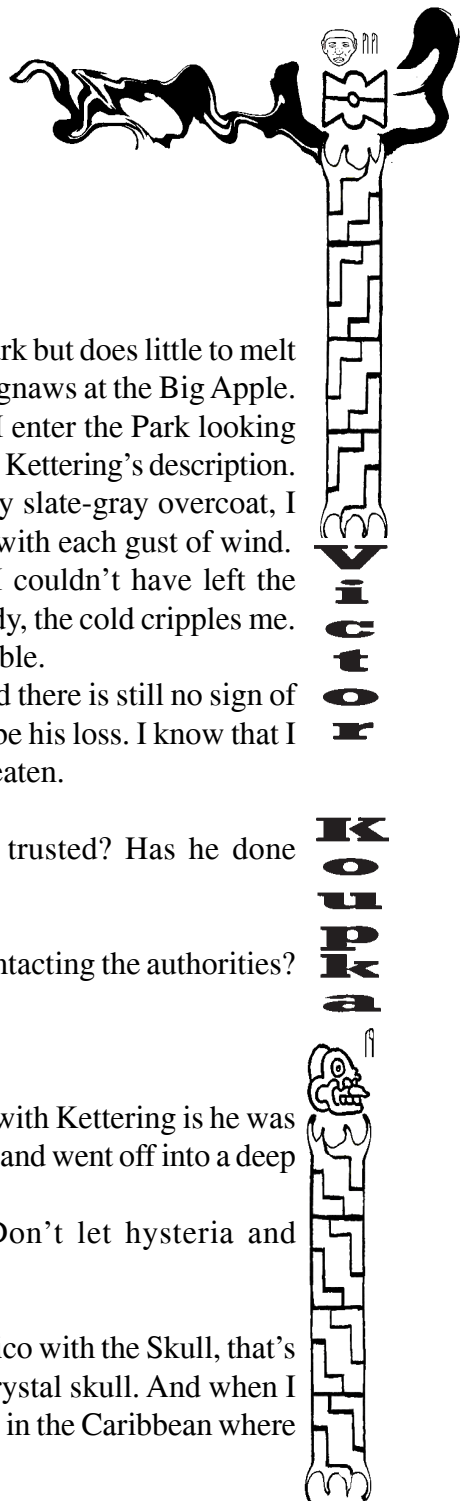 rk but does little to melt
gnaws at the Big Apple.
I enter the Park looking
Kettering's description.
y slate-gray overcoat, I
with each gust of wind.
I couldn't have left the
dy, the cold cripples me.
ble.
d there is still no sign of
be his loss. I know that I
eaten.
trusted? Has he done
ntacting the authorities?
with Kettering is he was
and went off into a deep
Don't let hysteria and
ico with the Skull, that's
rystal skull. And when I
in the Caribbean where
Victor
Koupka